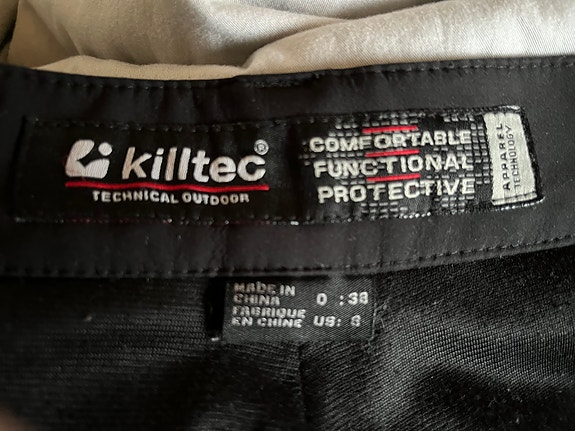 killtec®
TECHNICAL OUTDOOR
COMFORTABLE
FUNCTIONAL
PROTECTIVE
APPAREL
TECHNOLOGY
MADE IN
CHINA
FABRIQUE
EN CHINE
D :38
US: 8